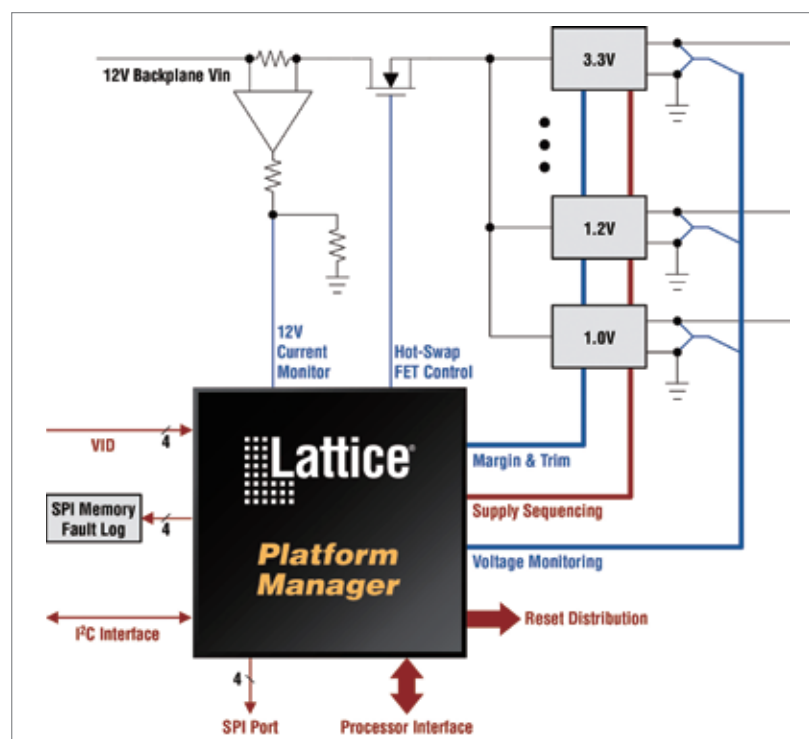 12V Backplane Vin
3.3V
1.2V
1.0V
12V
Current
Monitor
Hot-Swap
FET Control
VID
4
Lattice®
Margin & Trim
SPI Memory
Fault Log
4
Supply Sequencing
Platform
Manager
Voltage Monitoring
I²C Interface
Reset Distribution
4
SPI Port
Processor Interface